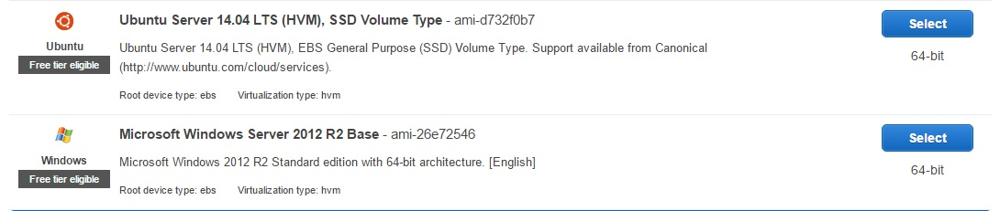 Ubuntu Server 14.04 LTS (HVM), SSD Volume Type - ami-d732f0b7
Select
Ubuntu
Ubuntu Server 14.04 LTS (HVM), EBS General Purpose (SSD) Volume Type. Support available from Canonical
64-bit
Free tier eligible
(http://www.ubuntu.com/cloud/services).
Root device type: ebs Virtualization type: hvm
Microsoft Windows Server 2012 R2 Base - ami-26e72546
Select
Windows
Microsoft Windows 2012 R2 Standard edition with 64-bit architecture. [English]
64-bit
Free tier eligible
Root device type: ebs Virtualization type: hvm